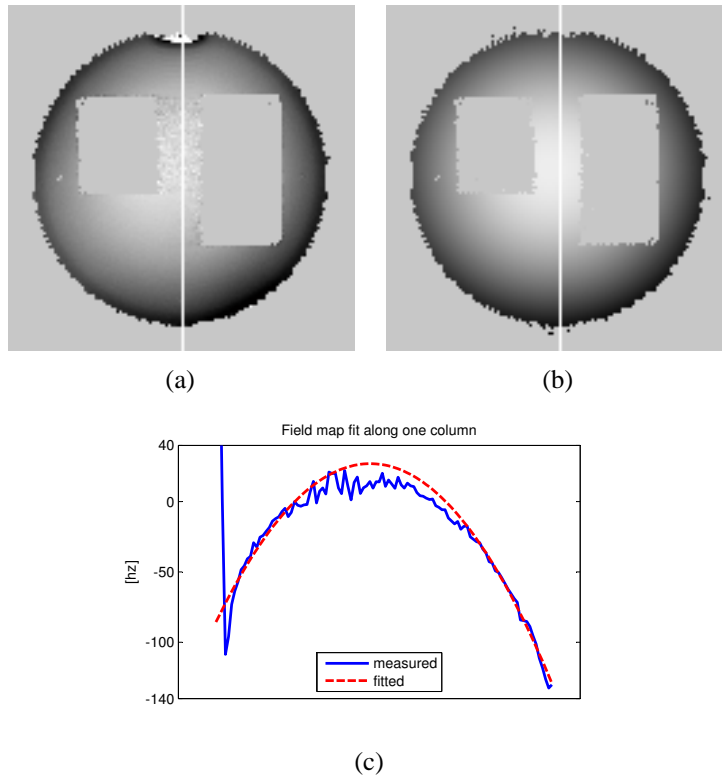 (a)
(b)
Field map fit along one column
40
0
-50
-100
-140
[hz]
measured
fitted
(c)